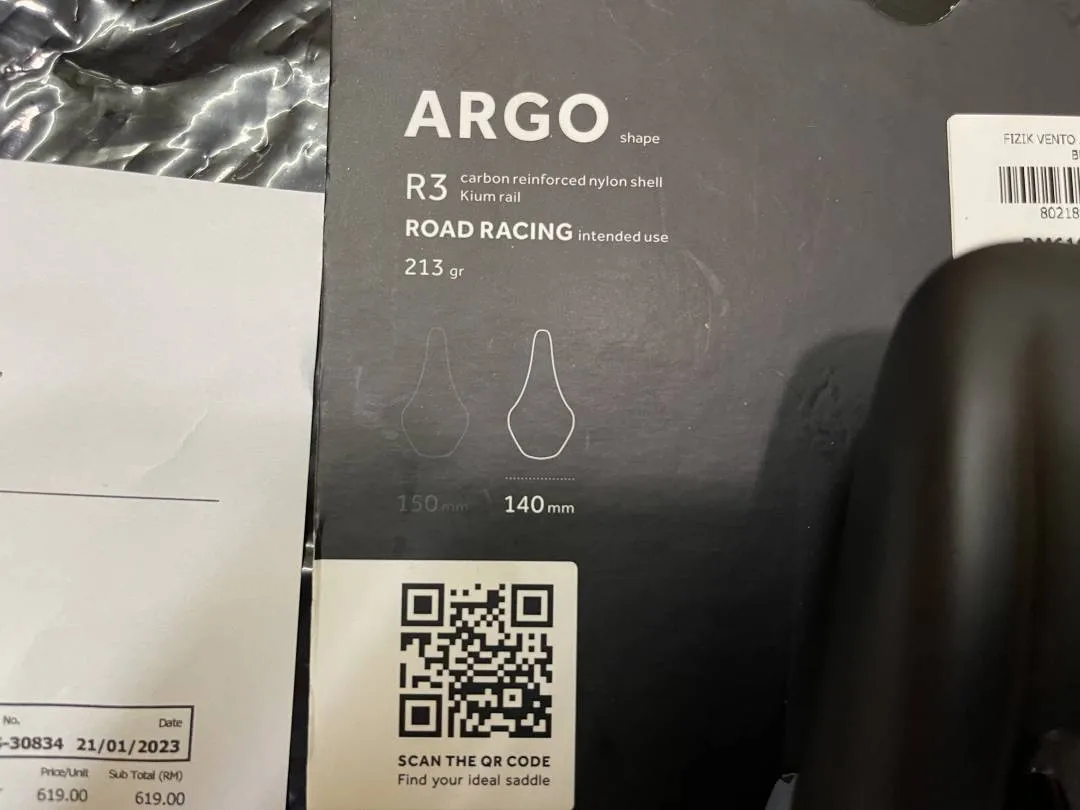 ARGO shape
R3 carbon reinforced nylon shell
Kium rail
ROAD RACING intended use
213 gr
150 mm 140 mm
SCAN THE QR CODE
Find your ideal saddle
FIZIK VENTO
80218
No. Date
-30834 21/01/2023
Price/Unit Sub Total (RM)
619.00 619.00